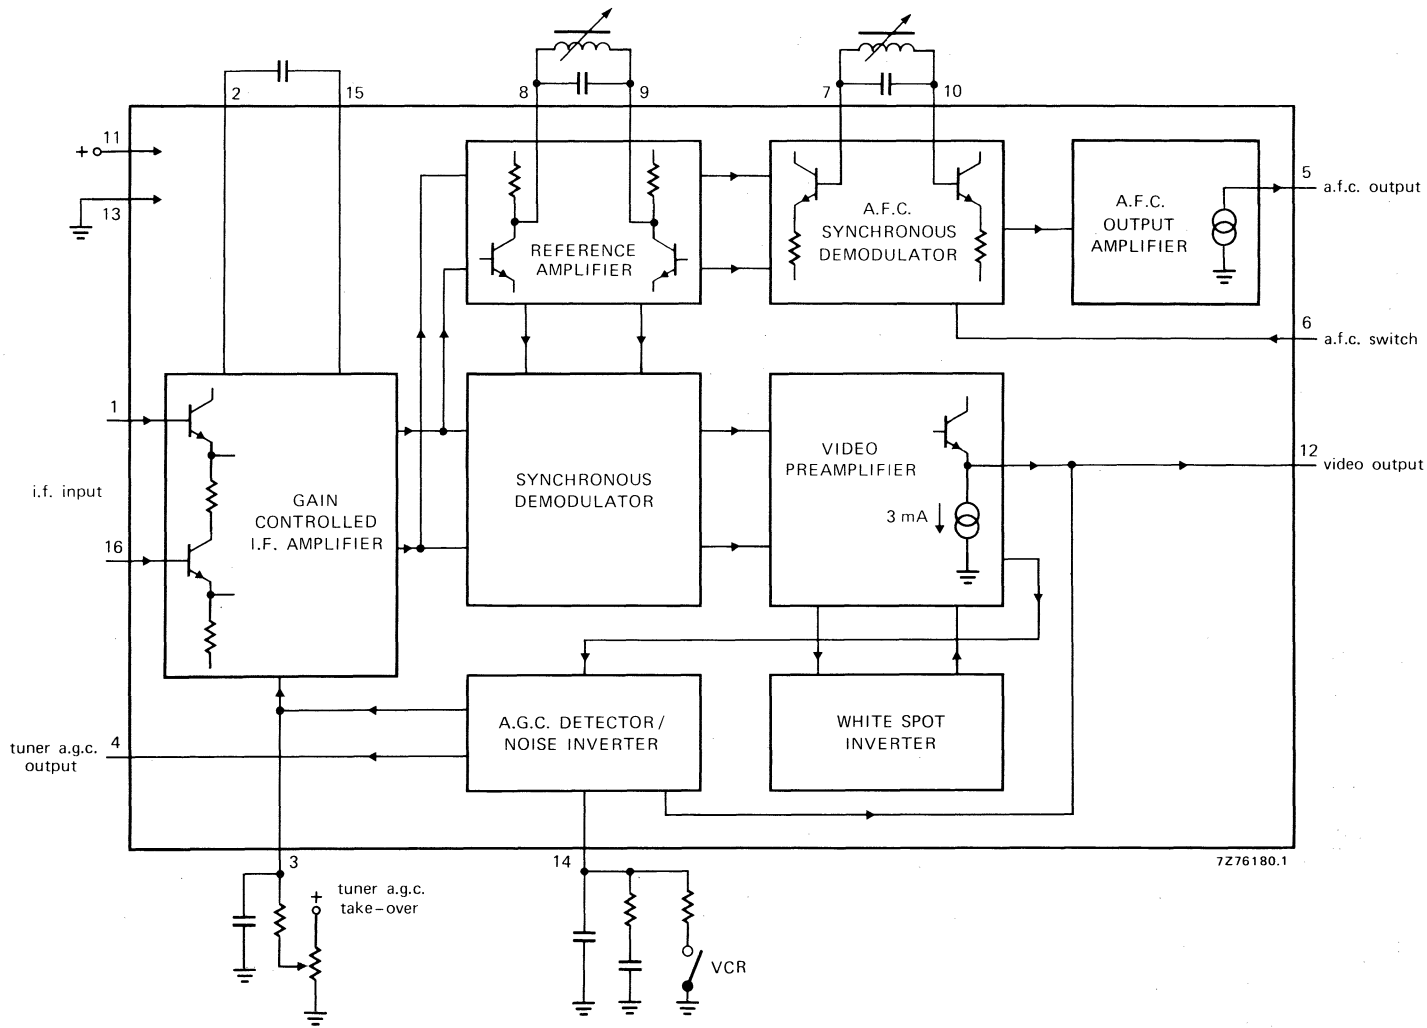 8
9
7
10
2
15
11
+
13
5
a.f.c. output
A.F.C.
SYNCHRONOUS
DEMODULATOR
A.F.C.
OUTPUT
AMPLIFIER
REFERENCE
AMPLIFIER
6
a.f.c. switch
1
i.f. input
16
GAIN
CONTROLLED
I.F. AMPLIFIER
SYNCHRONOUS
DEMODULATOR
VIDEO
PREAMPLIFIER
3 mA
12
video output
tuner a.g.c.
output
4
A.G.C. DETECTOR/
NOISE INVERTER
WHITE SPOT
INVERTER
3
14
7Z76180.1
+
tuner a.g.c.
take-over
VCR